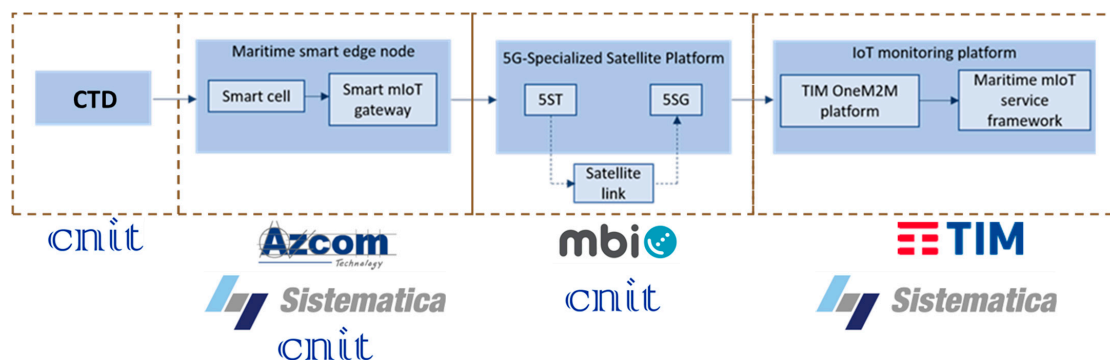 CTD
Maritime smart edge node
Smart cell
Smart mIoT
gateway
5G-Specialized Satellite Platform
5ST
5SG
Satellite
link
IoT monitoring platform
TIM OneM2M
platform
Maritime mIoT
service
framework
cnit
Azcom
Technology
Sistematica
cnit
mbi
cnit
TIM
Sistematica